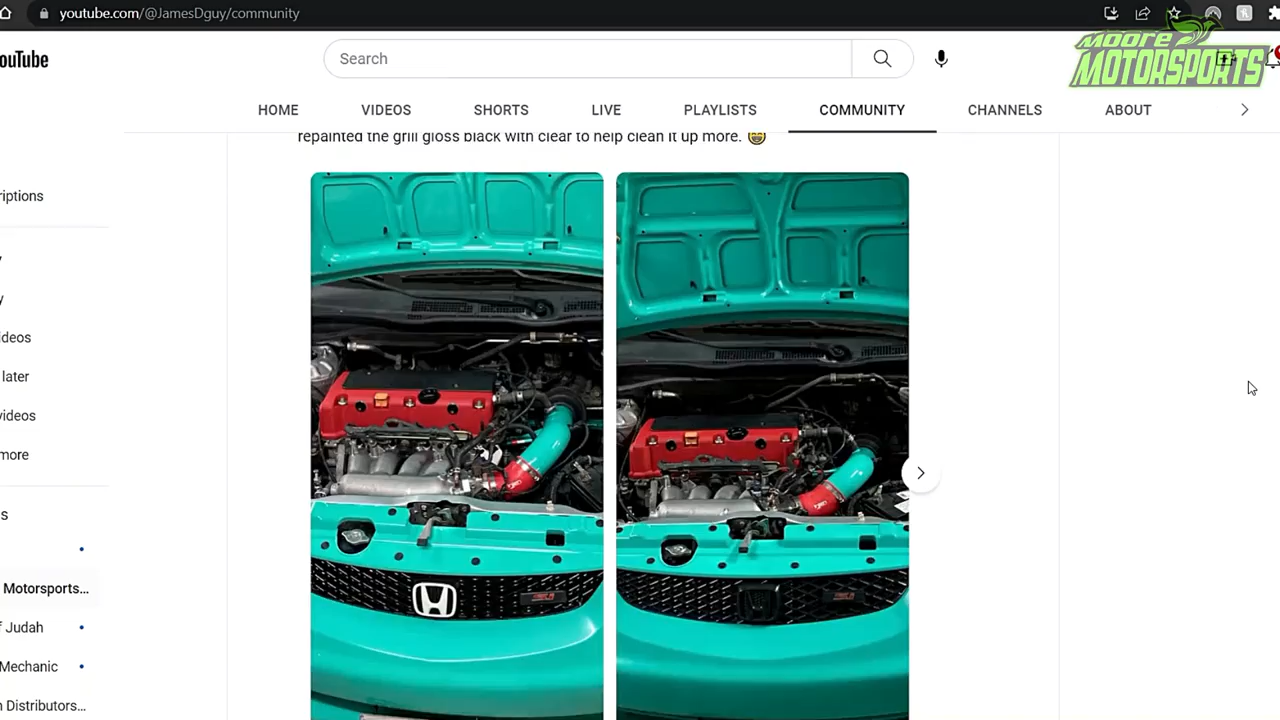 youtube.com/@JamesDguy/community
ouTube
Search
MOORE
MOTORSPORTS
HOME VIDEOS SHORTS LIVE PLAYLISTS COMMUNITY CHANNELS ABOUT
repainted the grill gloss black with clear to help clean it up more.
riptions
y
y
deos
later
videos
more
s
Motorsports...
f Judah
Mechanic
n Distributors...